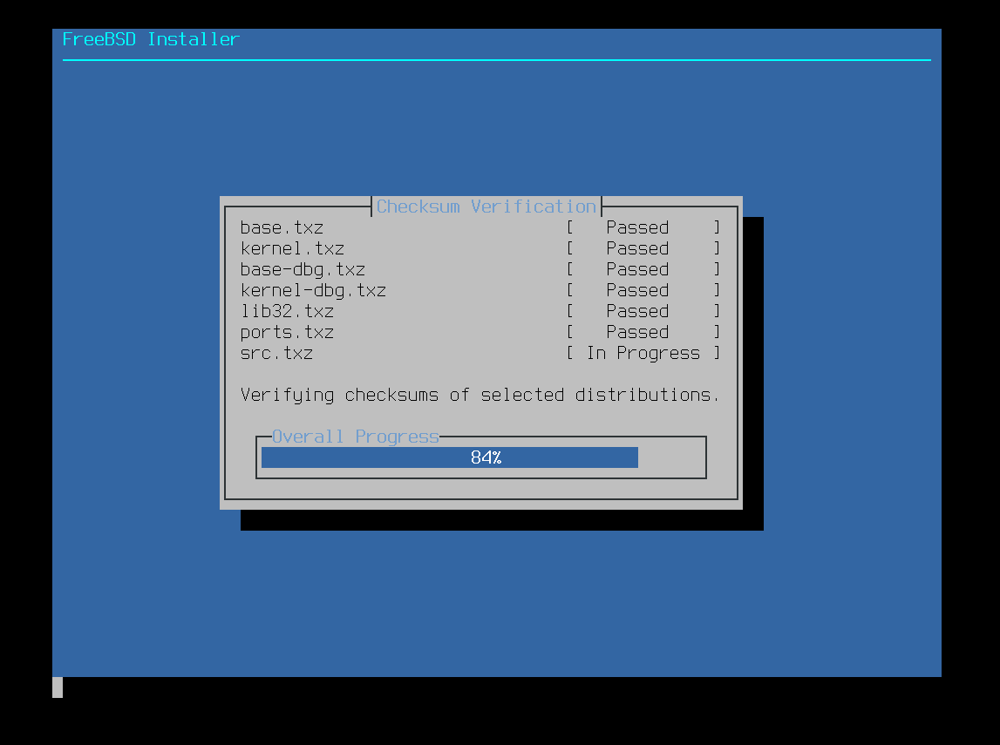 FreeBSD Installer
Checksum Verification
base.txz [ Passed ]
kernel.txz [ Passed ]
base-dbg.txz [ Passed ]
kernel-dbg.txz [ Passed ]
lib32.txz [ Passed ]
ports.txz [ Passed ]
src.txz [ In Progress ]
Verifying checksums of selected distributions.
Overall Progress
84%